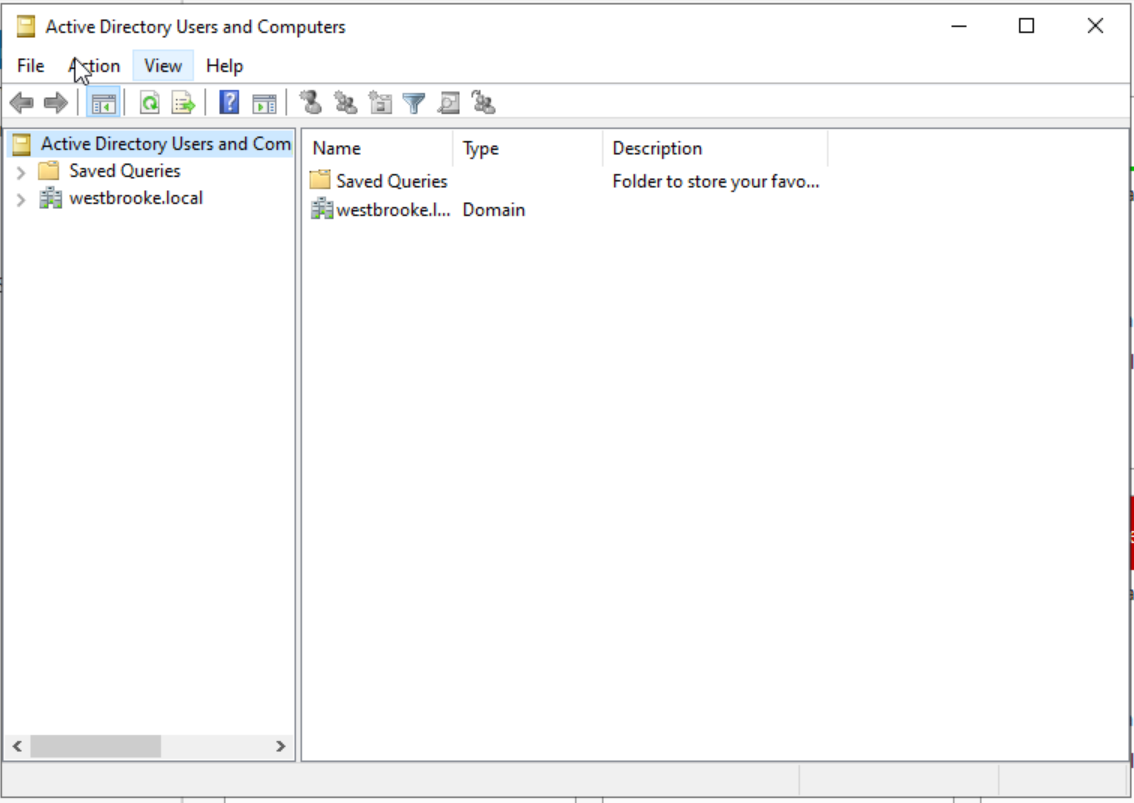 Active Directory Users and Computers
File Action View Help
Active Directory Users and Com
Saved Queries
westbrooke.local
Name Type Description
Saved Queries Folder to store your favo...
westbrooke.l... Domain